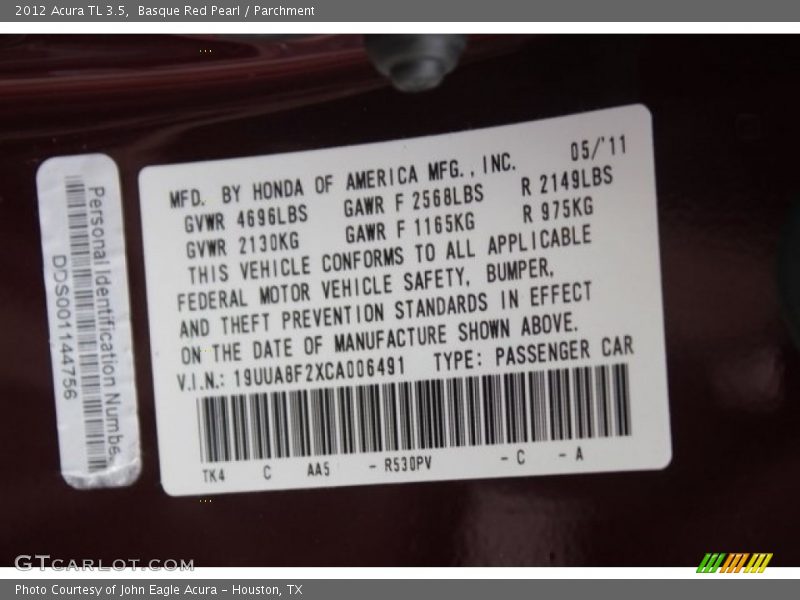 2012 Acura TL 3.5,  Basque Red Pearl / Parchment
Personal Identification Numbe
DDS001144756
05/'11
MFD. BY HONDA OF AMERICA MFG., INC.
GVWR 4696LBS GAWR F 2568LBS R 2149LBS
GVWR 2130KG GAWR F 1165KG R 975KG
THIS VEHICLE CONFORMS TO ALL APPLICABLE
FEDERAL MOTOR VEHICLE SAFETY, BUMPER,
AND THEFT PREVENTION STANDARDS IN EFFECT
ON THE DATE OF MANUFACTURE SHOWN ABOVE.
V.I.N.: 19UUA8F2XCA006491 TYPE: PASSENGER CAR
TK4 C AA5 - R530PV - C - A
GTCARLOT.COM
Photo Courtesy of John Eagle Acura - Houston, TX